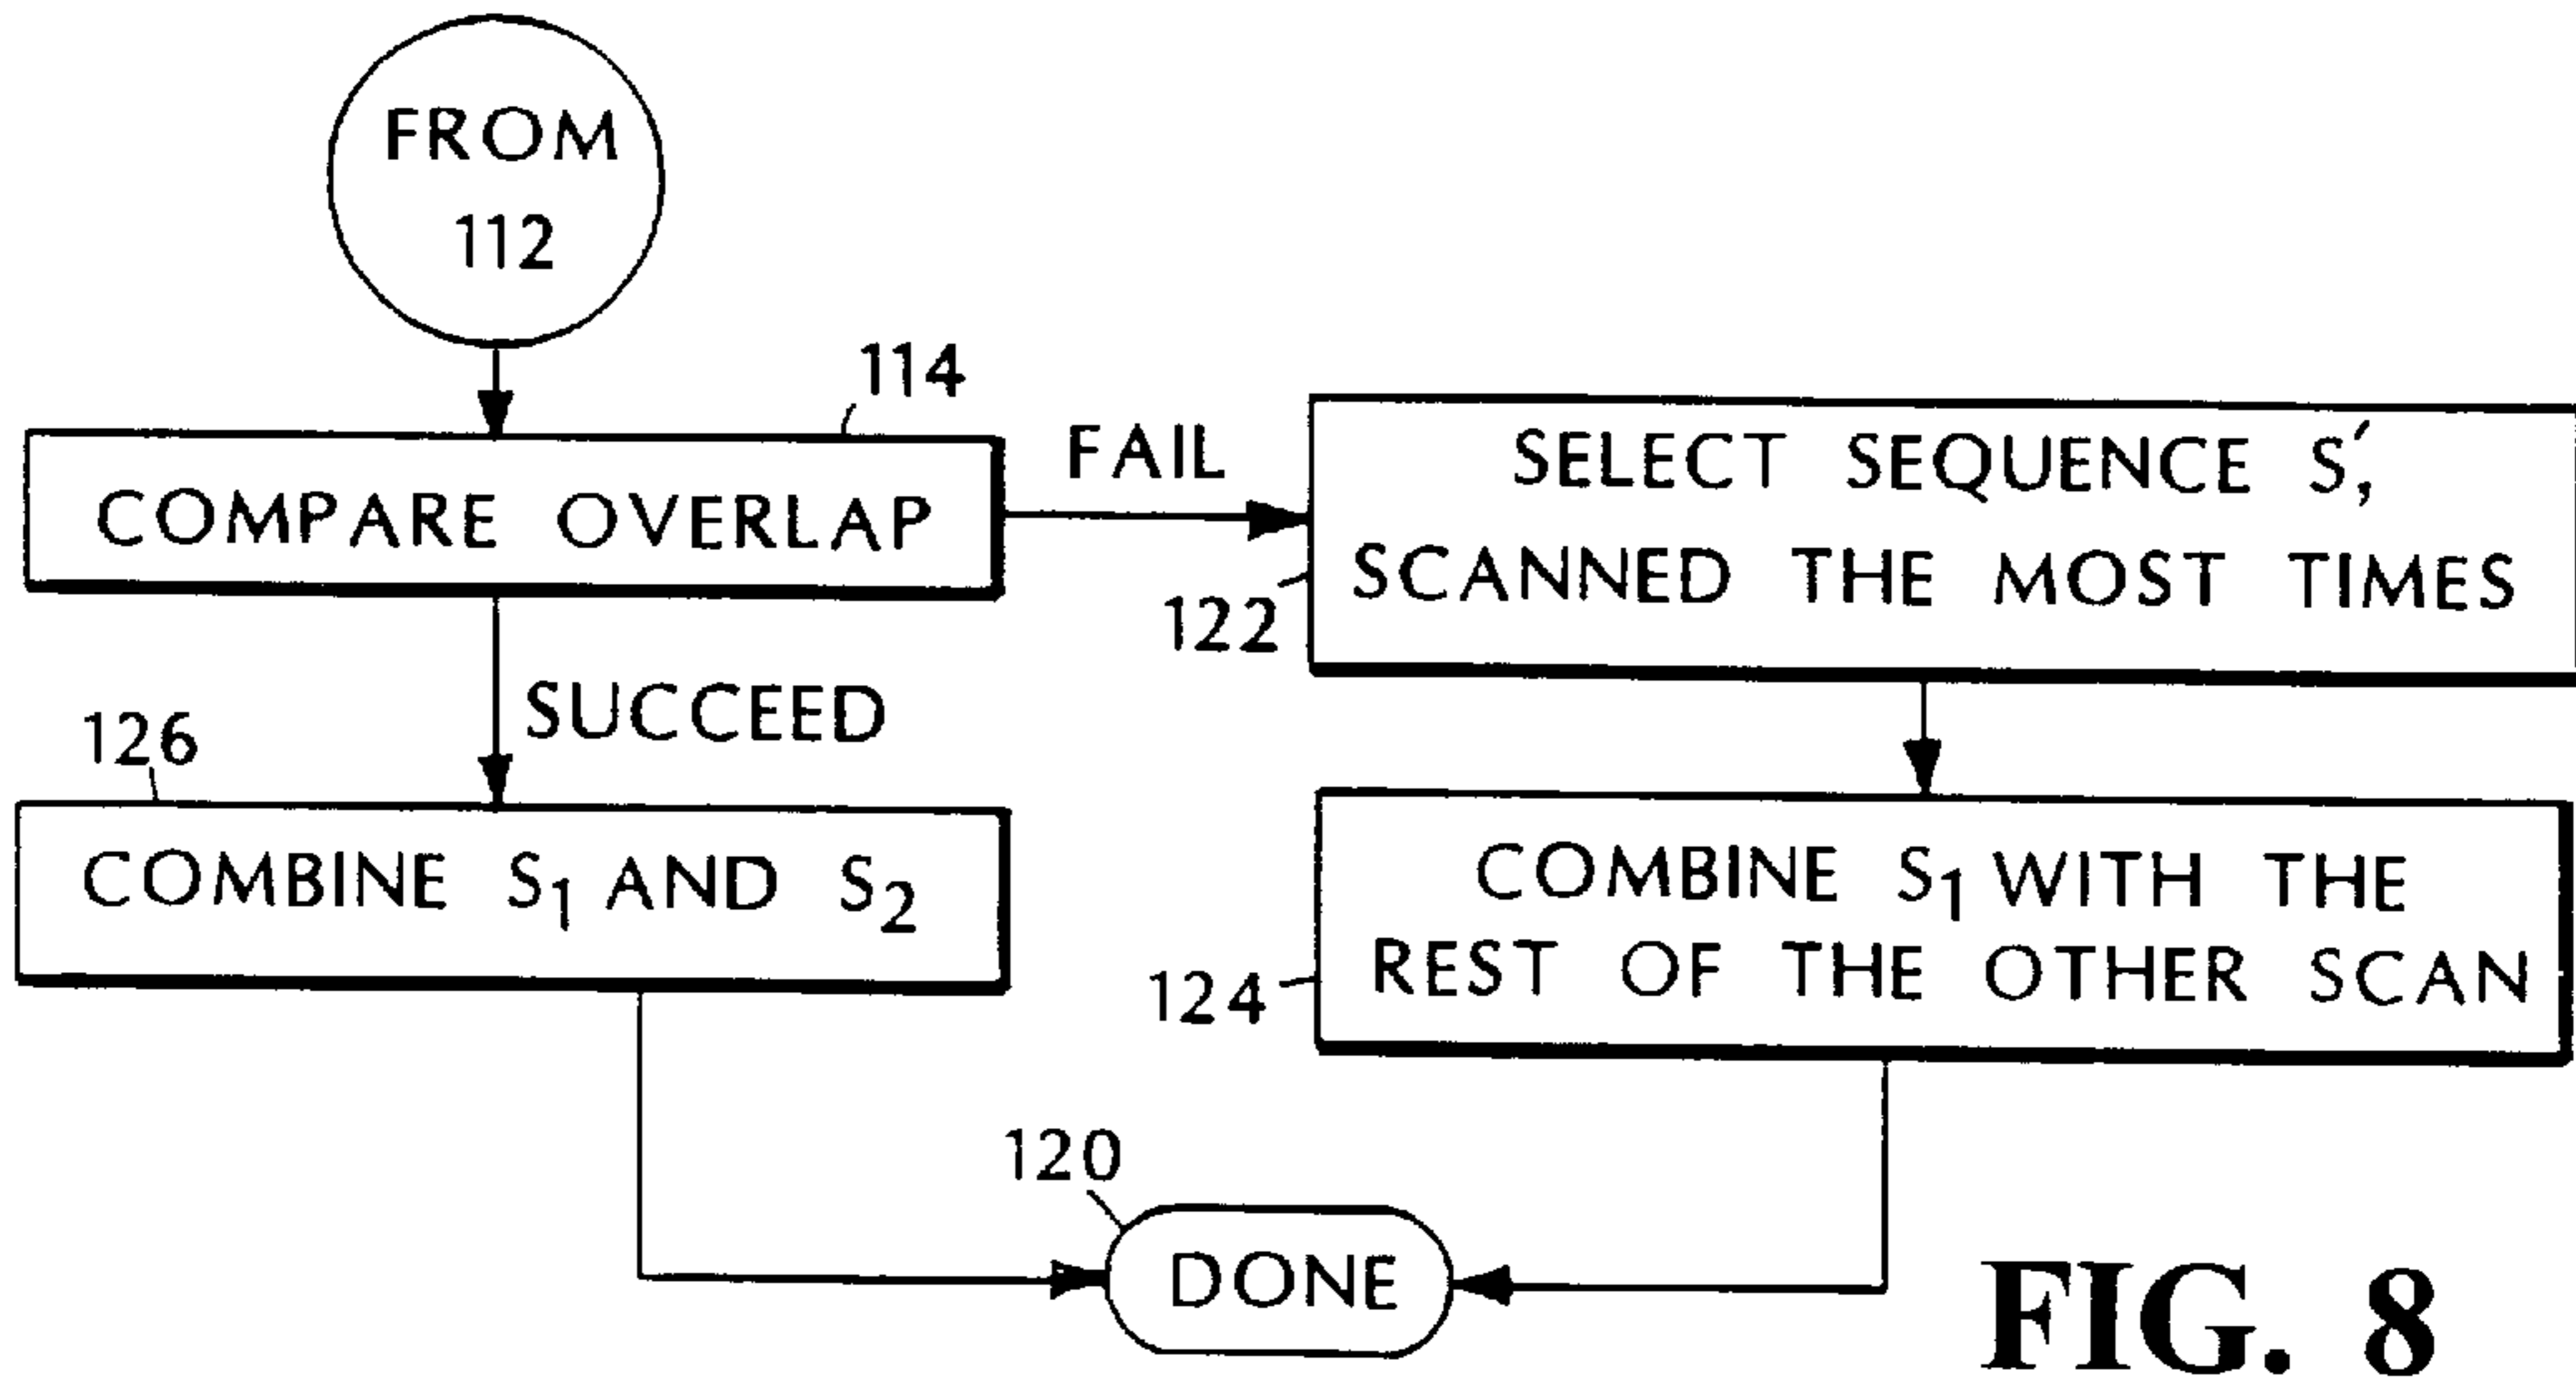 FROM
112
114
COMPARE OVERLAP
FAIL
SELECT SEQUENCE S′,
SCANNED THE MOST TIMES
122
SUCCEED
126
COMBINE S₁ AND S₂
COMBINE S₁ WITH THE
REST OF THE OTHER SCAN
124
120
DONE
FIG. 8